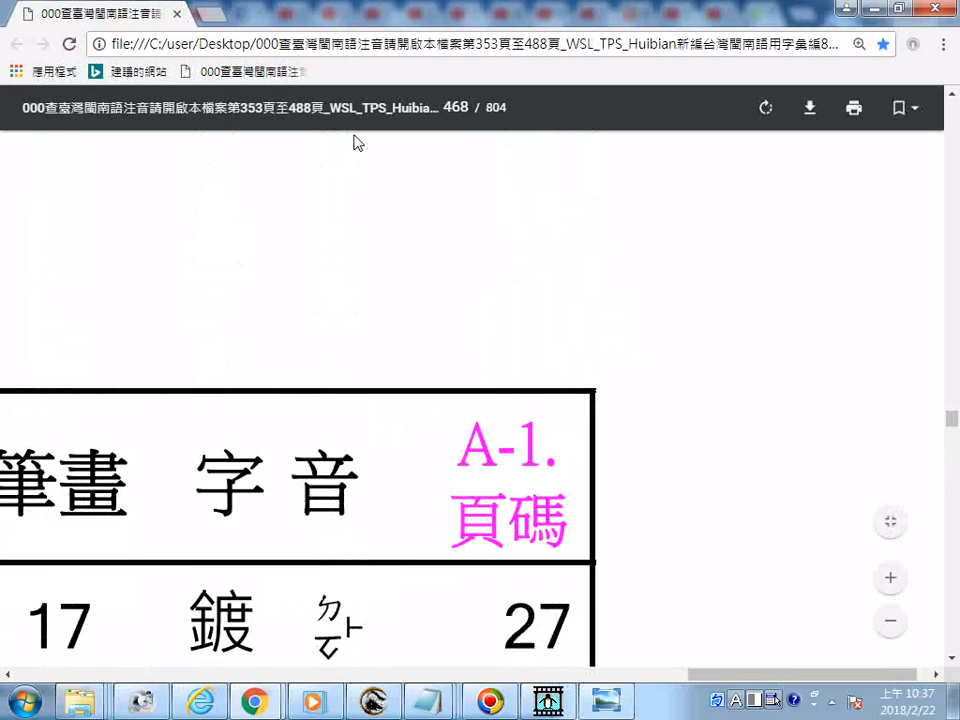 000查臺灣閩南語注音請
file:///C:/user/Desktop/000查臺灣閩南語注音請開啟本檔案第353頁至488頁_WSL_TPS_Huibian新編台灣閩南語用字彙編8...
應用程式 建議的網站 000查臺灣閩南語注音
000查臺灣閩南語注音請開啟本檔案第353頁至488頁_WSL_TPS_Huibia... 468 / 804
筆畫 字音 A-1.
頁碼
17 鍍 27
上午 10:37
2018/2/22